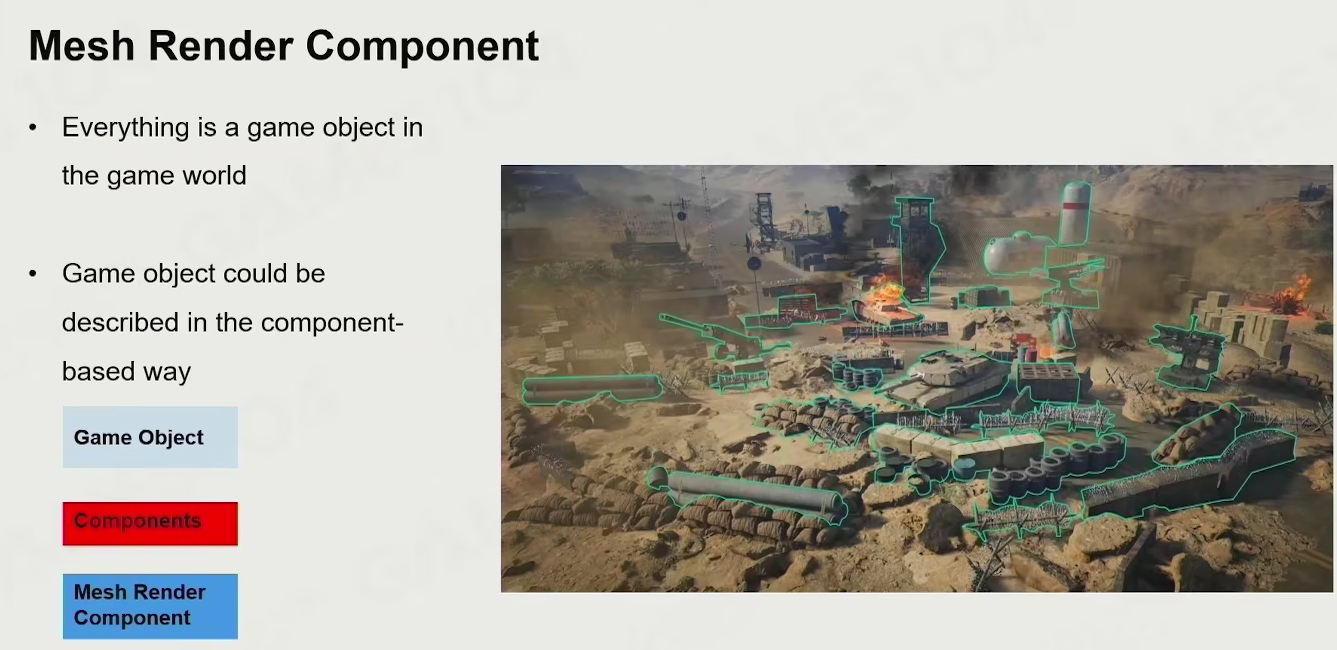 Mesh Render Component
• Everything is a game object in
the game world
• Game object could be
described in the component-
based way
Game Object
Components
Mesh Render
Component